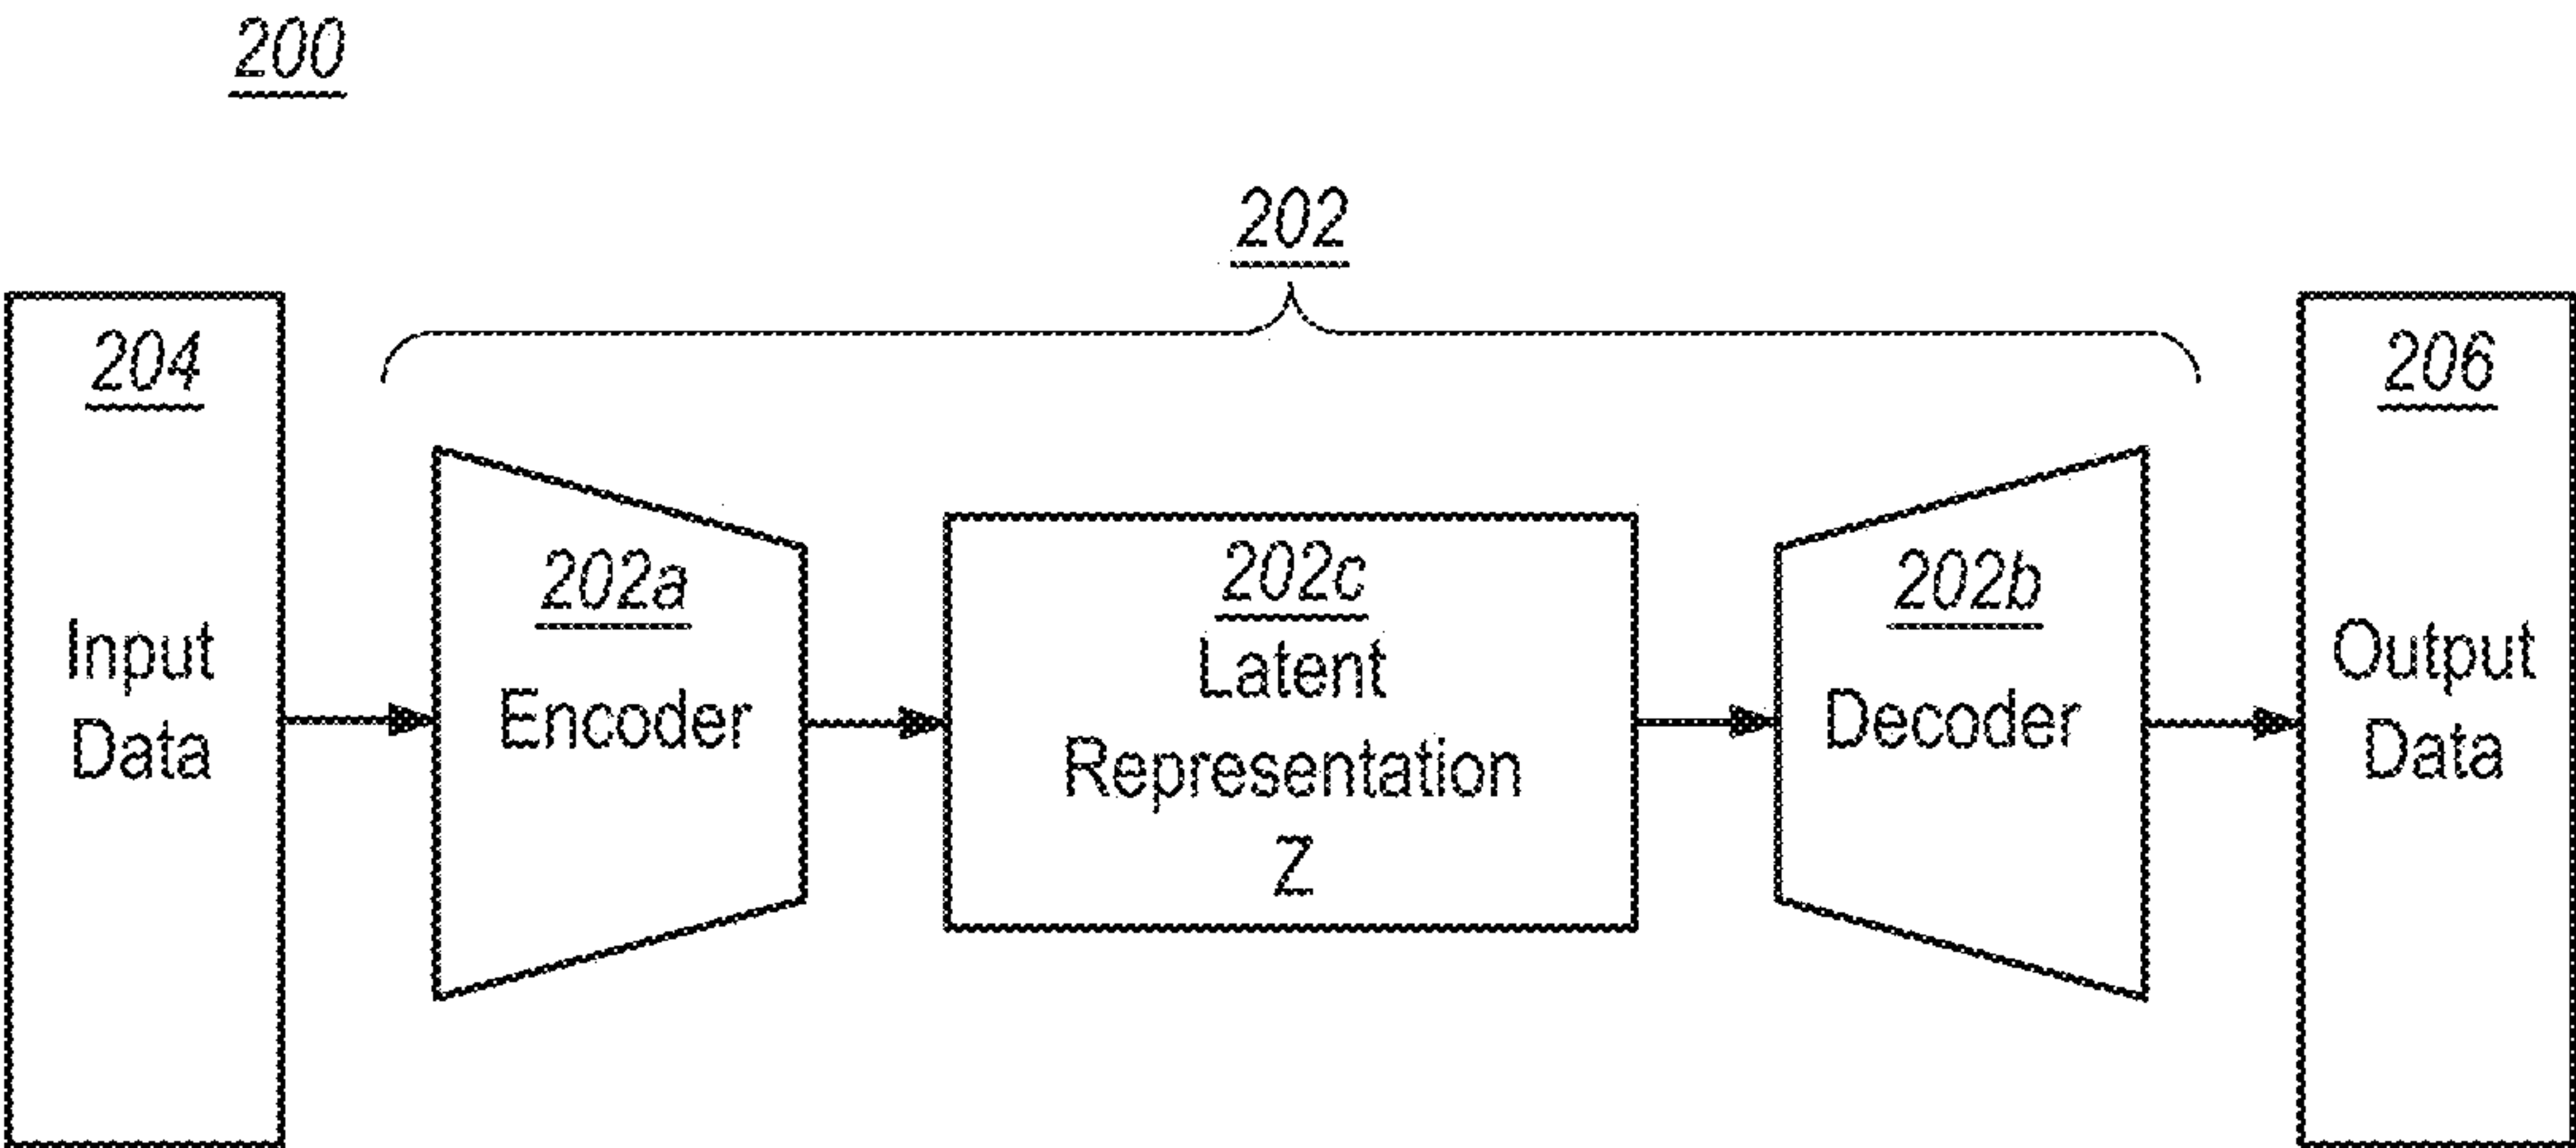 200
202
204
Input
Data
202a
Encoder
202c
Latent
Representation
Z
202b
Decoder
206
Output
Data